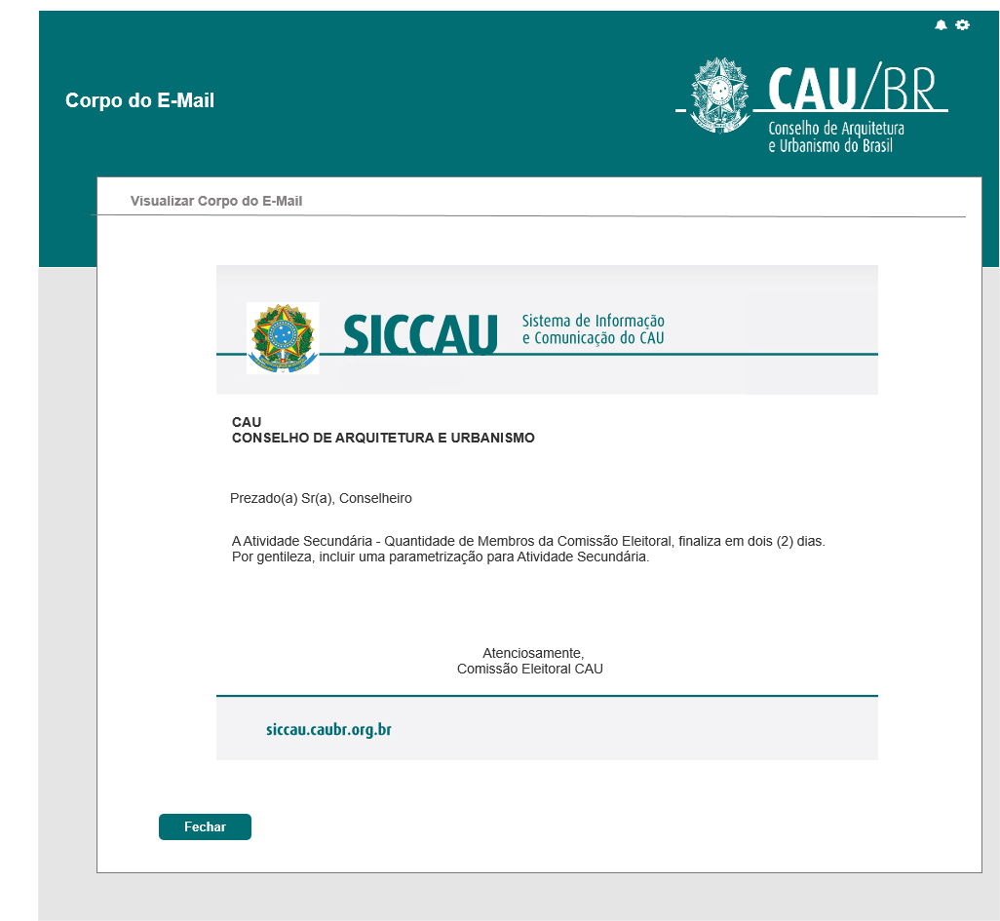 Corpo do E-Mail
CAU/BR
Conselho de Arquitetura
e Urbanismo do Brasil
Visualizar Corpo do E-Mail
SICCAU
Sistema de Informação
e Comunicação do CAU
CAU
CONSELHO DE ARQUITETURA E URBANISMO
Prezado(a) Sr(a), Conselheiro
A Atividade Secundária - Quantidade de Membros da Comissão Eleitoral, finaliza em dois (2) dias.
Por gentileza, incluir uma parametrização para Atividade Secundária.
Atenciosamente,
Comissão Eleitoral CAU
siccau.caubr.org.br
Fechar